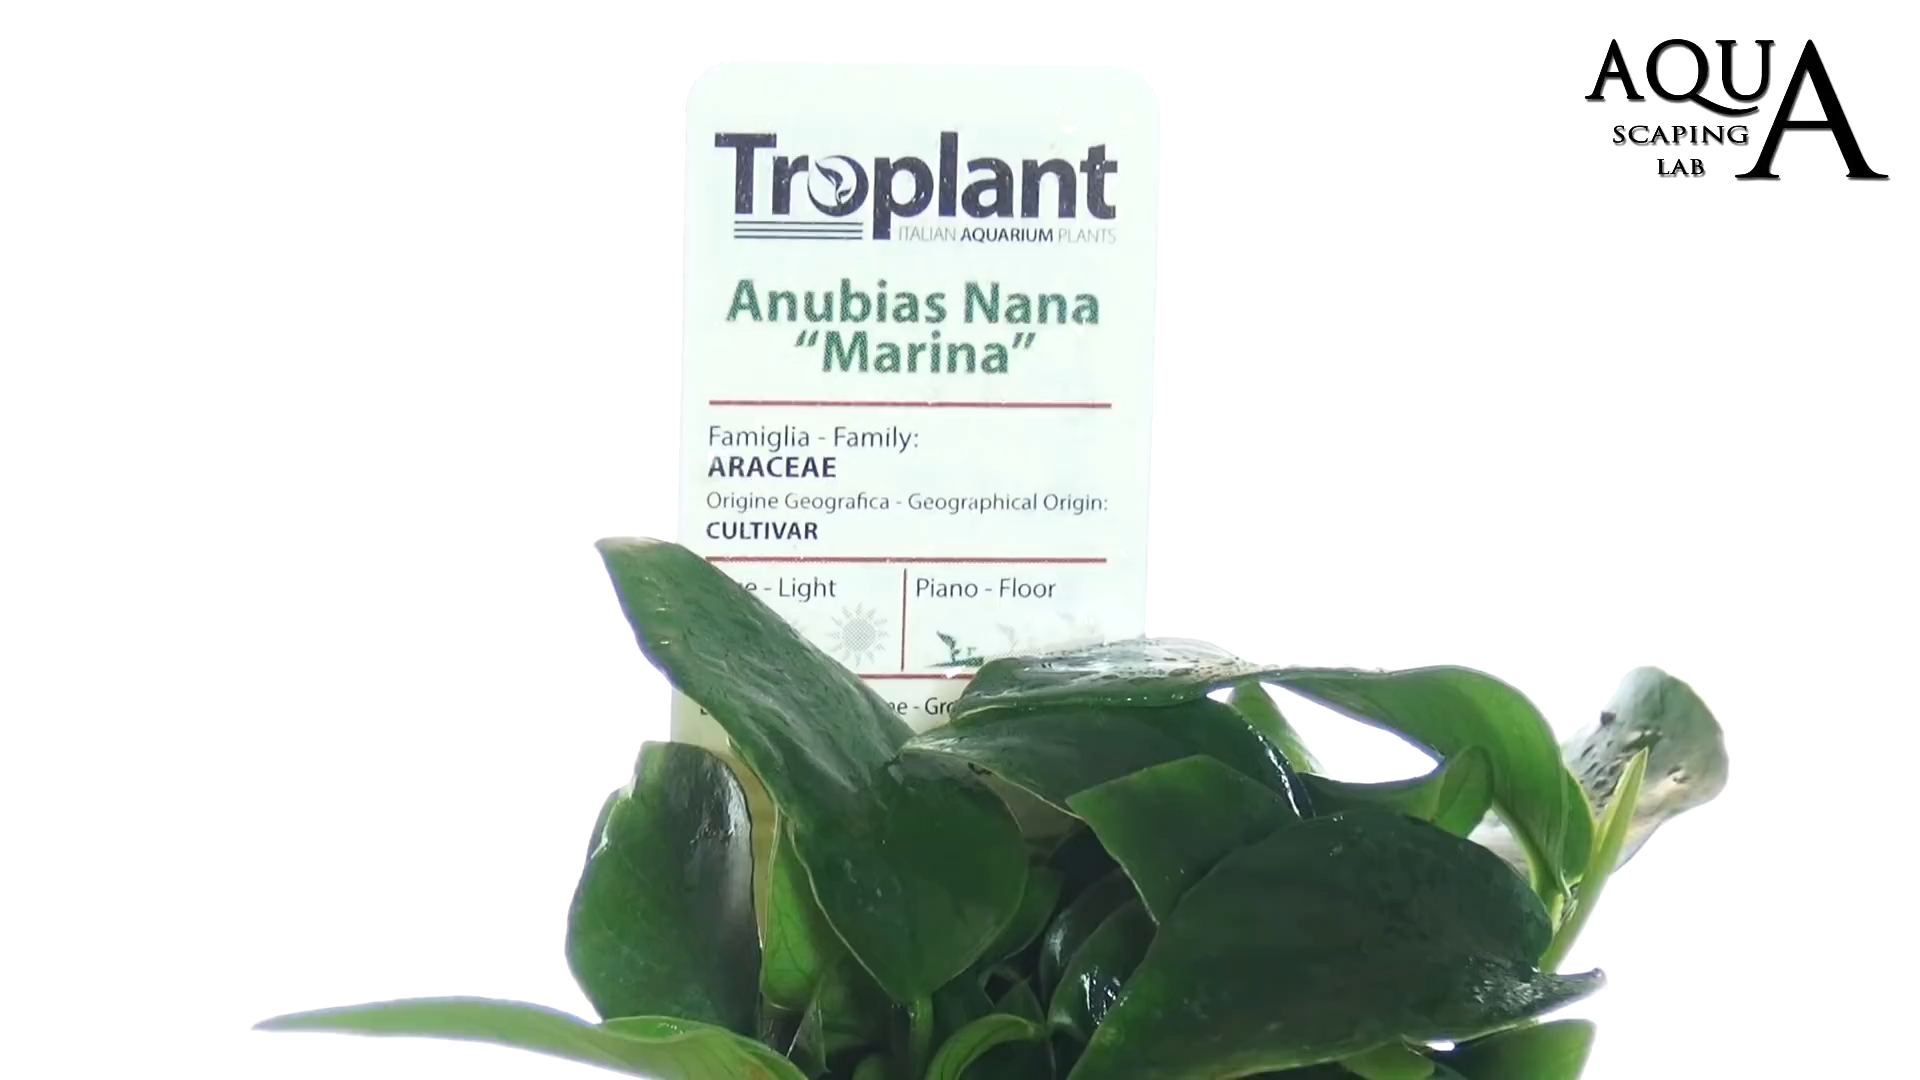 AQUA
SCAPING
LAB
Troplant
ITALIAN AQUARIUM PLANTS
Anubias Nana
“Marina”
Famiglia - Family:
ARACEAE
Origine Geografica - Geographical Origin:
CULTIVAR
- Light
Piano - Floor